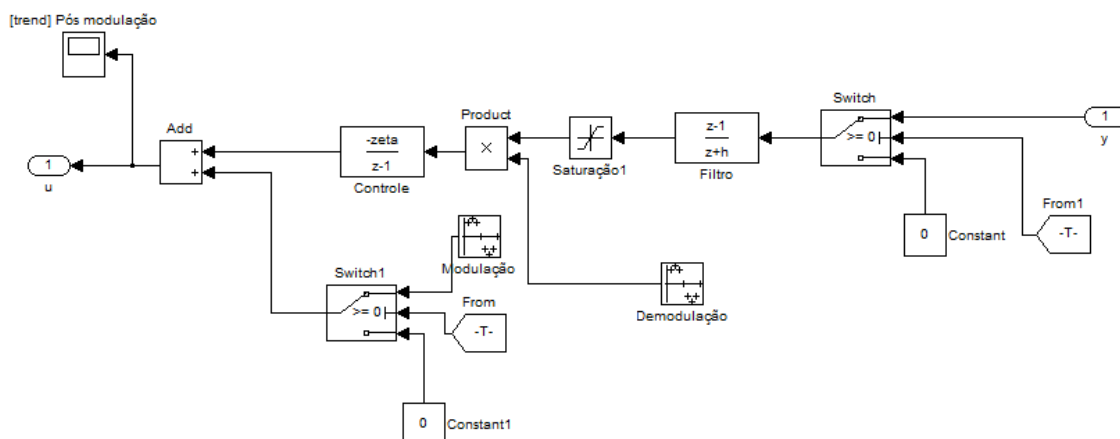 [trend] Pós modulação
Add
+
+
1
u
-zeta
z-1
Controle
Product
×
Saturação1
z-1
z+h
Filtro
Switch
>= 0
1
y
From1
-T-
0
Constant
Modulação
Switch1
>= 0
From
-T-
Demodulação
0
Constant1